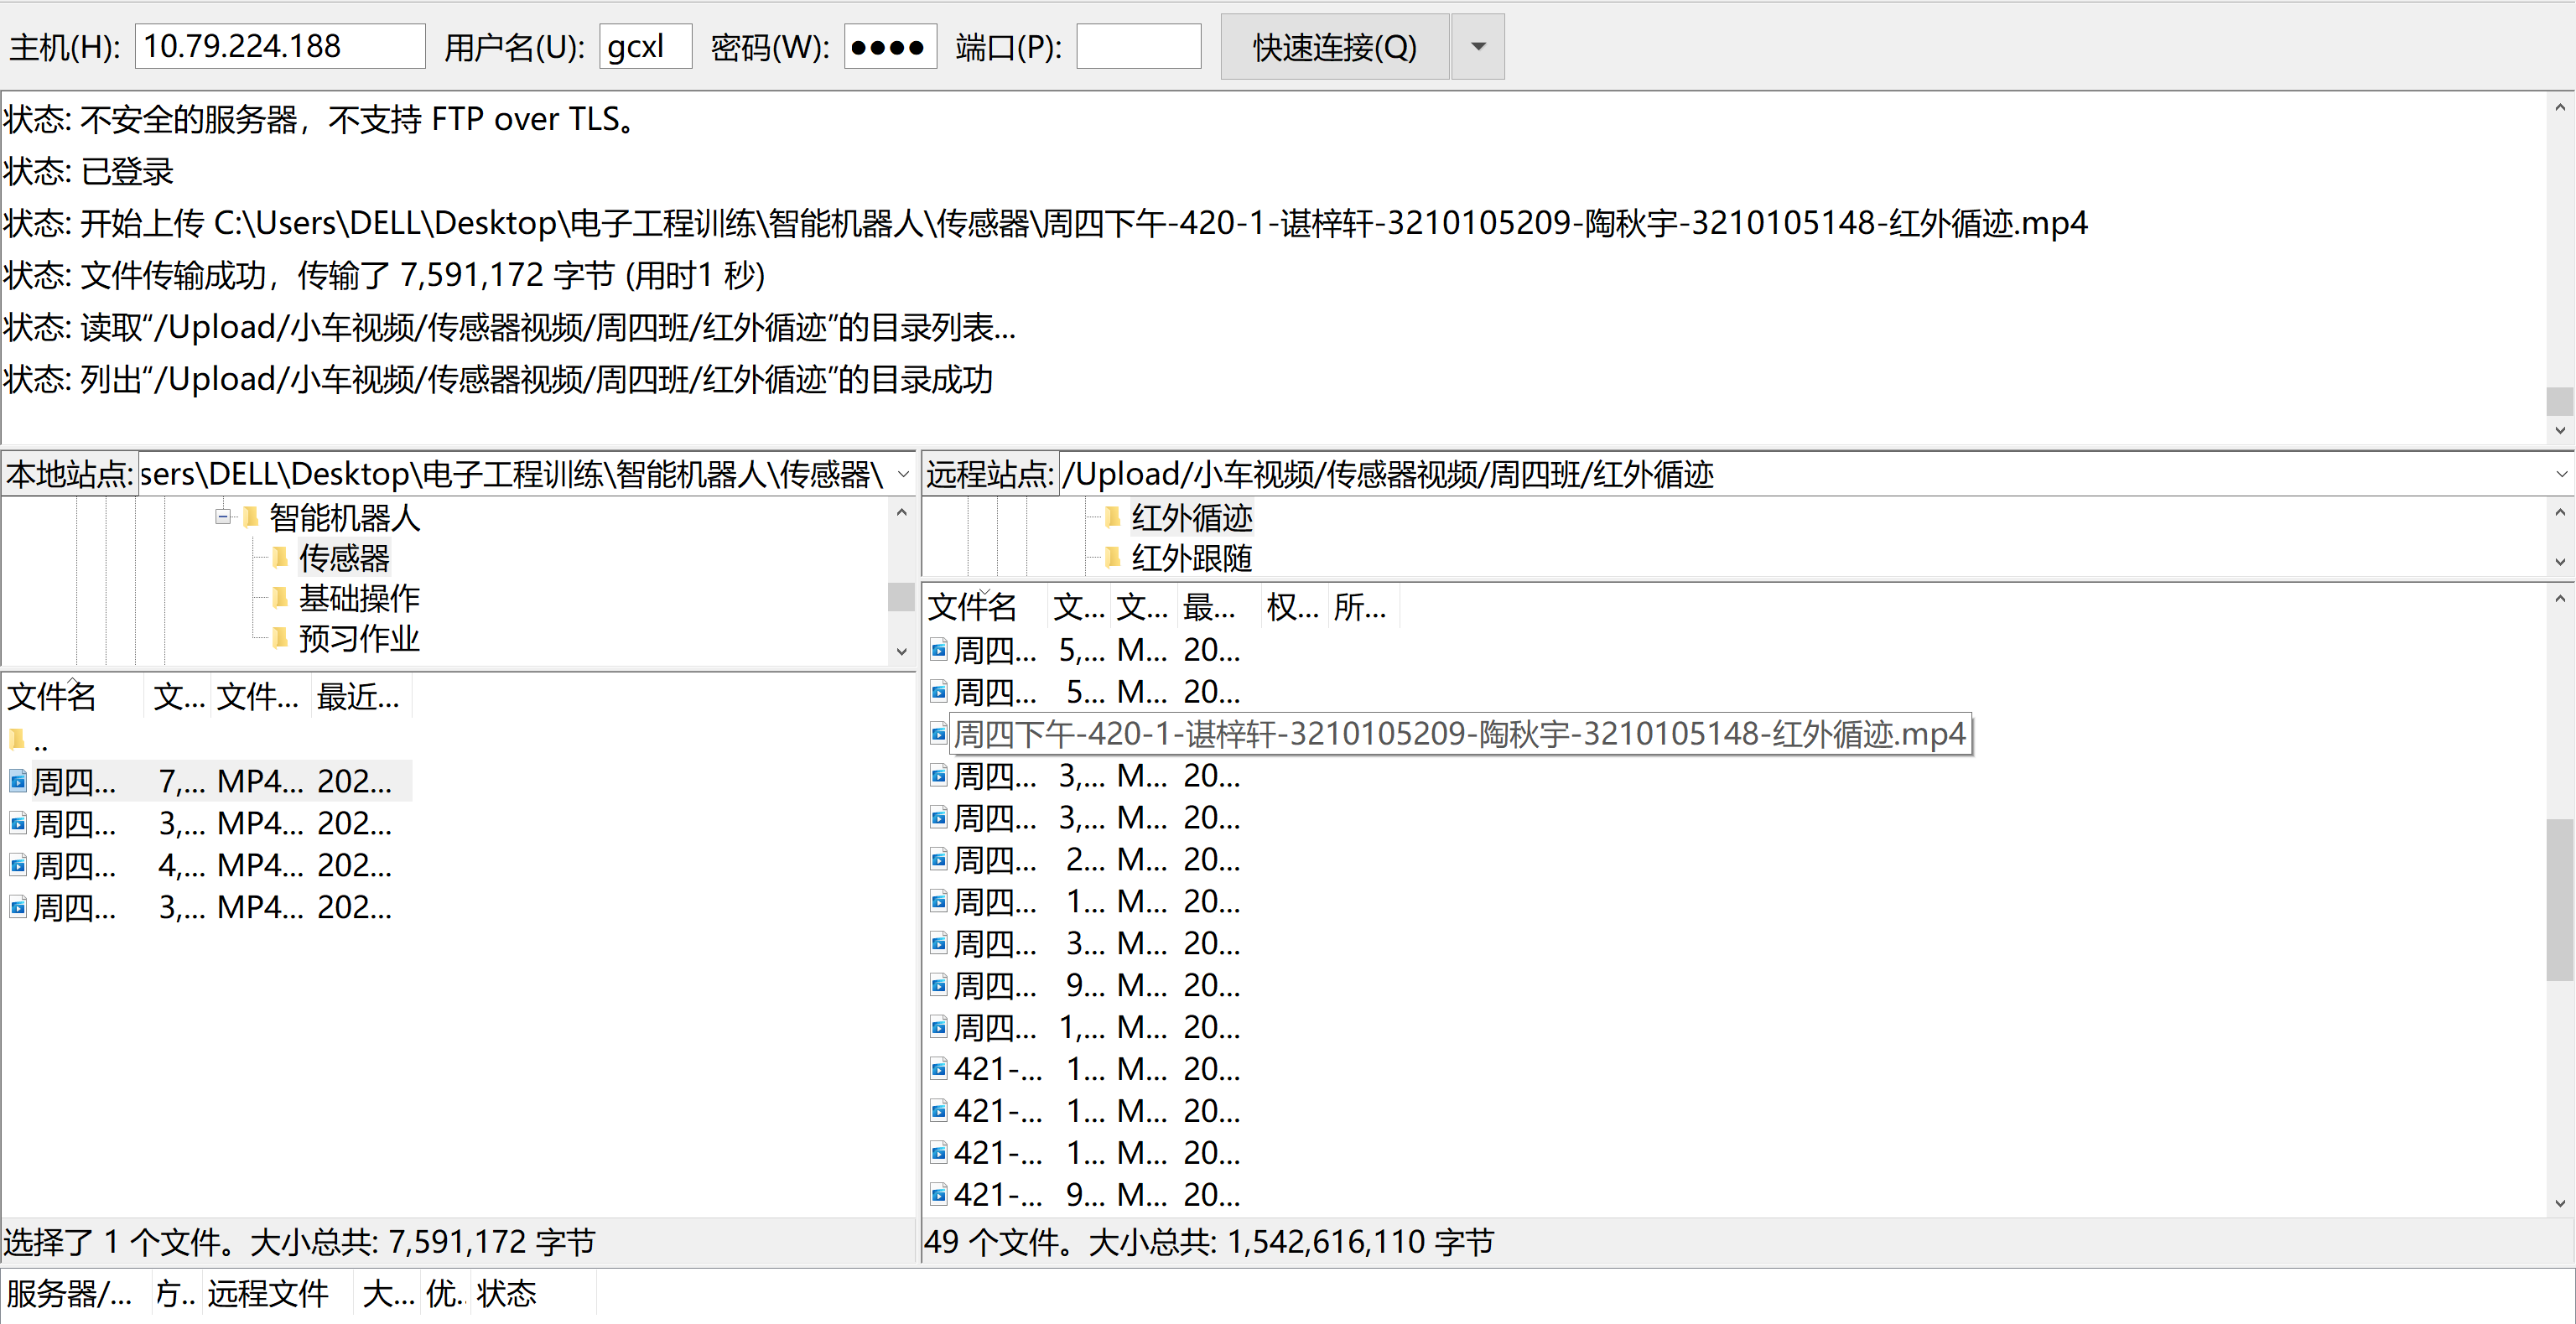 主机(H): 10.79.224.188 用户名(U): gcxl 密码(W): ●●●● 端口(P): 快速连接(Q)
状态: 不安全的服务器，不支持 FTP over TLS。
状态: 已登录
状态: 开始上传 C:\Users\DELL\Desktop\电子工程训练\智能机器人\传感器\周四下午-420-1-谌梓轩-3210105209-陶秋宇-3210105148-红外循迹.mp4
状态: 文件传输成功，传输了 7,591,172 字节 (用时1 秒)
状态: 读取“/Upload/小车视频/传感器视频/周四班/红外循迹”的目录列表...
状态: 列出“/Upload/小车视频/传感器视频/周四班/红外循迹”的目录成功
本地站点: sers\DELL\Desktop\电子工程训练\智能机器人\传感器\
智能机器人
传感器
基础操作
预习作业
文件名 文... 文件... 最近...
..
周四... 7,... MP4... 202...
周四... 3,... MP4... 202...
周四... 4,... MP4... 202...
周四... 3,... MP4... 202...
选择了 1 个文件。大小总共: 7,591,172 字节
远程站点: /Upload/小车视频/传感器视频/周四班/红外循迹
红外循迹
红外跟随
文件名 文... 文... 最... 权... 所...
周四... 5,... M... 20...
周四... 5... M... 20...
周四下午-420-1-谌梓轩-3210105209-陶秋宇-3210105148-红外循迹.mp4
周四... 3,... M... 20...
周四... 3,... M... 20...
周四... 2... M... 20...
周四... 1... M... 20...
周四... 3... M... 20...
周四... 9... M... 20...
周四... 1,... M... 20...
421-... 1... M... 20...
421-... 1... M... 20...
421-... 1... M... 20...
421-... 9... M... 20...
49 个文件。大小总共: 1,542,616,110 字节
服务器/... 方.. 远程文件 大... 优.. 状态